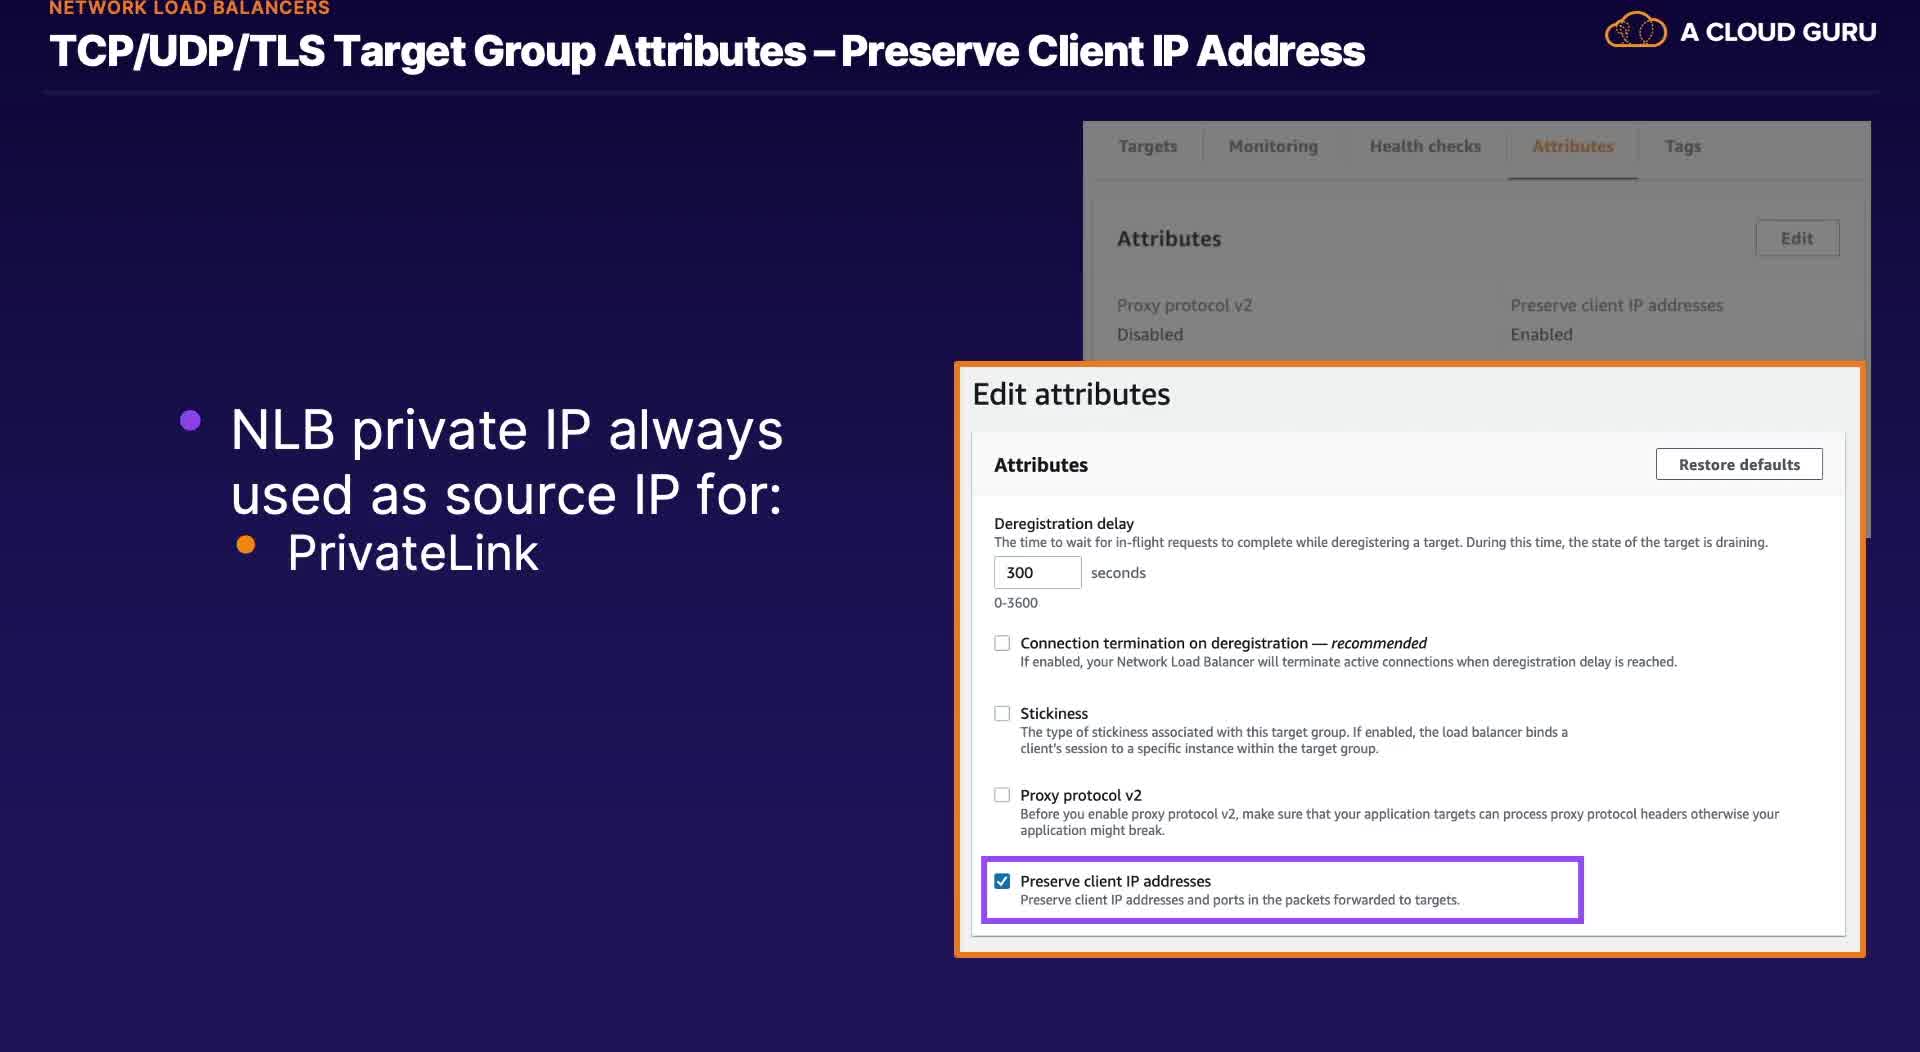 NETWORK LOAD BALANCERS
TCP/UDP/TLS Target Group Attributes – Preserve Client IP Address
A CLOUD GURU
Targets
Monitoring
Health checks
Attributes
Tags
Attributes
Edit
Proxy protocol v2
Preserve client IP addresses
Disabled
Enabled
NLB private IP always
used as source IP for:
PrivateLink
Edit attributes
Attributes
Restore defaults
Deregistration delay
The time to wait for in-flight requests to complete while deregistering a target. During this time, the state of the target is draining.
300
seconds
0-3600
Connection termination on deregistration — recommended
If enabled, your Network Load Balancer will terminate active connections when deregistration delay is reached.
Stickiness
The type of stickiness associated with this target group. If enabled, the load balancer binds a
client's session to a specific instance within the target group.
Proxy protocol v2
Before you enable proxy protocol v2, make sure that your application targets can process proxy protocol headers otherwise your
application might break.
Preserve client IP addresses
Preserve client IP addresses and ports in the packets forwarded to targets.